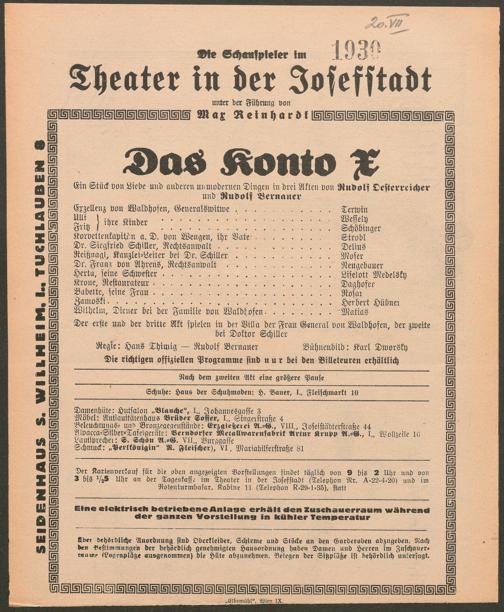 20. VII
1930
Die Schauspieler im
Theater in der Josefstadt
unter der Führung von
Max Reinhardt
SEIDENHAUS S. WILLHEIM, I., TUCHLAUBEN 8
Das Konto X
Ein Stück von Liebe und anderen unmodernen Dingen in drei Akten von Rudolf Oesterreicher
und Rudolf Bernauer
Exzellenz von Waldhofen, Generalswitwe . . . Terwin
Ulli } ihre Kinder . . . Wessely
Fritz } . . . Schöbinger
Korvettenkapitän a. D. von Wengen, ihr Vater . . . Strobl
Dr. Siegfried Schiller, Rechtsanwalt . . . Delius
Reißnagl, Kanzlei-Leiter bei Dr. Schiller . . . Moser
Dr. Franz von Ahrens, Rechtsanwalt . . . Neugebauer
Herta, seine Schwester . . . Liselott Medelsky
Krone, Restaurateur . . . Daghofer
Babette, seine Frau . . . Rosar
Zamoski . . . Herbert Hübner
Wilhelm, Diener bei der Familie von Waldhofen . . . Matias
Der erste und der dritte Akt spielen in der Villa der Frau General von Waldhofen, der zweite
bei Doktor Schiller
Regie: Hans Thimig — Rudolf Bernauer Bühnenbild: Karl Dworsky
Die richtigen offiziellen Programme sind nur bei den Billeteuren erhältlich
Nach dem zweiten Akt eine größere Pause
Schuhe: Haus der Schuhmoden: H. Bauer, I., Fleischmarkt 10
Damenhüte: Hutsalon „Blanche", I., Johannesgasse 3
Möbel: Antiquitätenhaus Brüder Soffer, I., Singerstraße 4
Beleuchtungs- und Bronzegegenstände: Erzgießerei A.-G., VIII., Josefstädterstraße 44
Alpacca-Silber-Tafelgeräte: Berndorfer Metallwarenfabrik Artur Krupp A.-G., I., Wollzeile 10
Lautsprecher: E. Schön A.-G. VII., Burggasse
Schmuck: „Perlkönigin" R. Fleischer), VI., Mariahilferstraße 81
Der Kartenverkauf für die oben angezeigten Vorstellungen findet täglich von 9 bis 2 Uhr und von
3 bis ½5 Uhr an der Tageskasse im Theater in der Josefstadt (Telephon Nr. A-22-4-20) und im
Rotenturmbazar, Kabine 11 (Telephon R-29-1-35), statt
Eine elektrisch betriebene Anlage erhält den Zuschauerraum während
der ganzen Vorstellung in kühler Temperatur
Über behördliche Anordnung sind Oberkleider, Schirme und Stöcke an den Garderoben abzugeben. Nach
den Bestimmungen der behördlich genehmigten Hausordnung haben Damen und Herren im Zuschauer-
raum (Logenplätze ausgenommen) die Hüte abzunehmen. Belegen der Sitzplätze ist behördlich untersagt.
„Elbemühl", Wien IX.